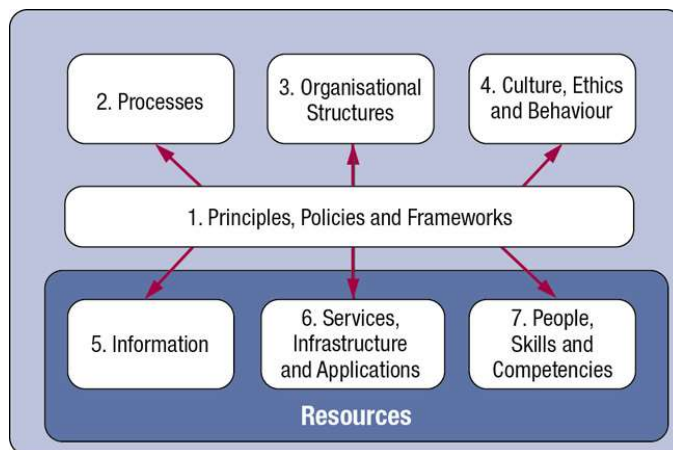 2. Processes
3. Organisational
Structures
4. Culture, Ethics
and Behaviour
1. Principles, Policies and Frameworks
5. Information
6. Services,
Infrastructure
and Applications
7. People,
Skills and
Competencies
Resources